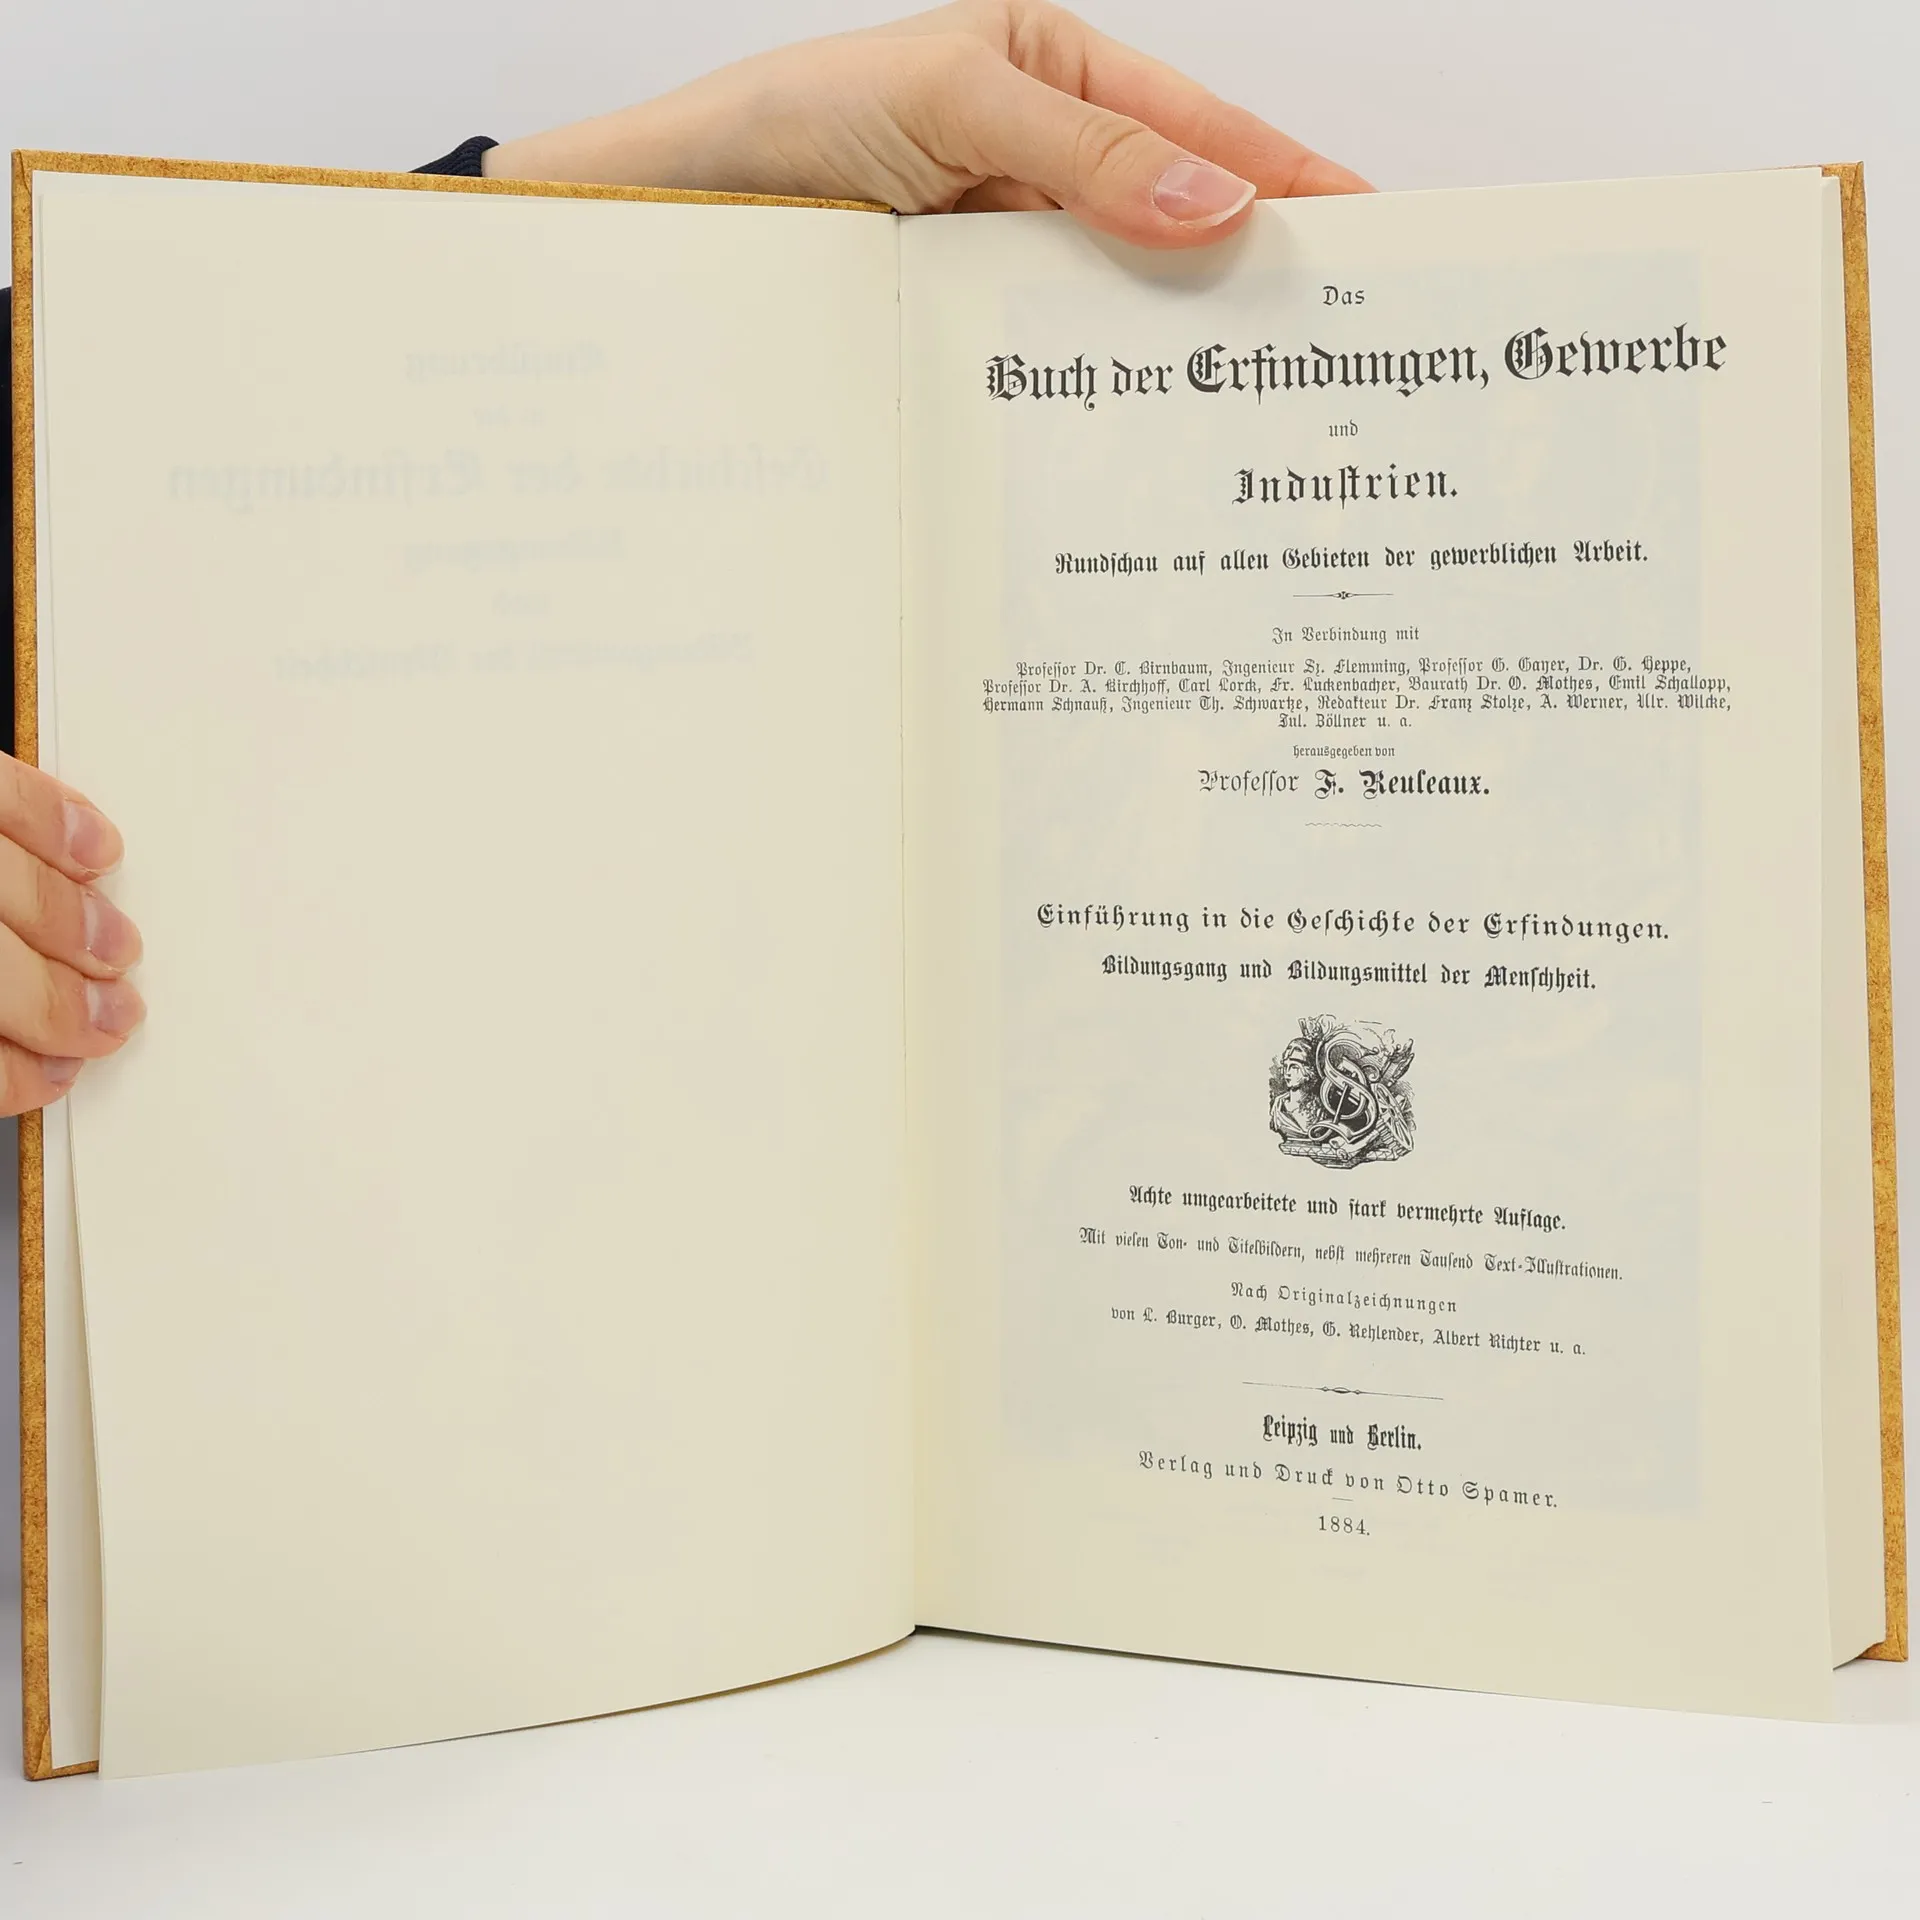 Das
Buch der Erfindungen, Gewerbe
und
Induſtrien.
Rundſchau auf allen Gebieten der gewerblichen Arbeit.
In Verbindung mit
Profeſſor Dr. C. Birnbaum, Ingenieur Hz. Flemming, Profeſſor G. Gayer, Dr. G. Heppe,
Profeſſor Dr. A. Kirchhoff, Carl Lorck, Fr. Luckenbacher, Baurath Dr. O. Mothes, Emil Schallopp,
Hermann Schnauß, Ingenieur Th. Schwartze, Redakteur Dr. Franz Stolze, A. Werner, Ulr. Wilcke,
Jul. Zöllner u. a.
herausgegeben von
Profeſſor F. Reuleaux.
Einführung in die Geſchichte der Erfindungen.
Bildungsgang und Bildungsmittel der Menſchheit.
Achte umgearbeitete und ſtark vermehrte Auflage.
Mit vielen Ton- und Titelbildern, nebſt mehreren Tauſend Text-Illuſtrationen.
Nach Originalzeichnungen
von L. Burger, O. Mothes, G. Rehlender, Albert Richter u. a.
Leipzig und Berlin.
Verlag und Druck von Otto Spamer.
1884.